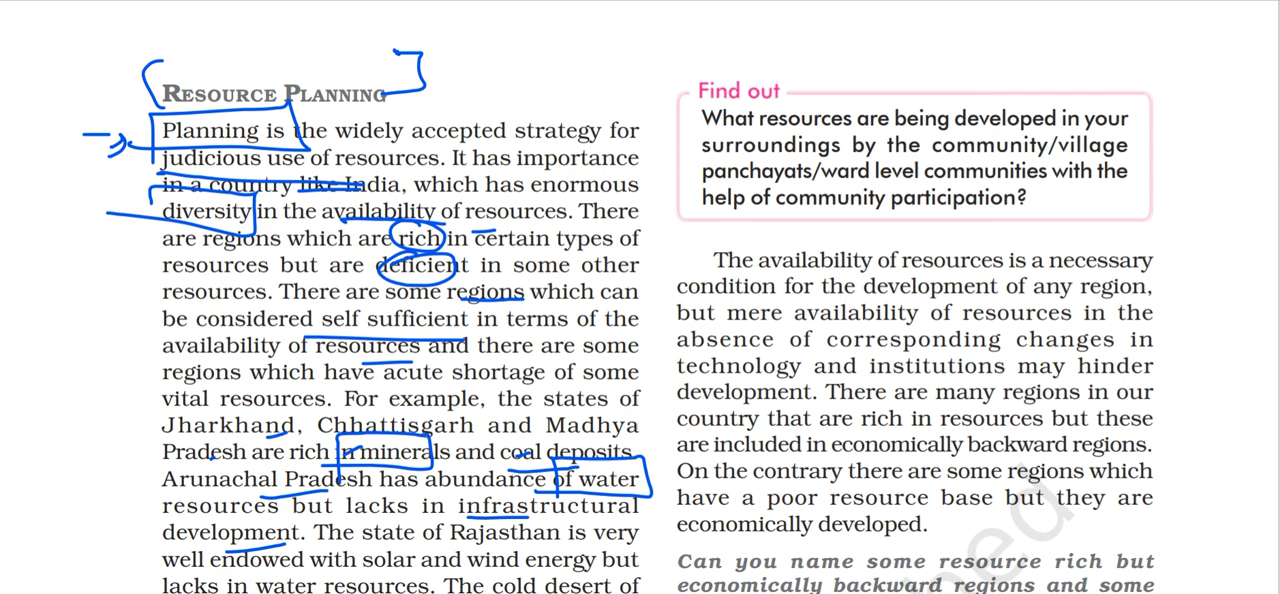 RESOURCE PLANNING
Planning is the widely accepted strategy for
judicious use of resources. It has importance
in a country like India, which has enormous
diversity in the availability of resources. There
are regions which are rich in certain types of
resources but are deficient in some other
resources. There are some regions which can
be considered self sufficient in terms of the
availability of resources and there are some
regions which have acute shortage of some
vital resources. For example, the states of
Jharkhand, Chhattisgarh and Madhya
Pradesh are rich in minerals and coal deposits.
Arunachal Pradesh has abundance of water
resources but lacks in infrastructural
development. The state of Rajasthan is very
well endowed with solar and wind energy but
lacks in water resources. The cold desert of
Find out
What resources are being developed in your
surroundings by the community/village
panchayats/ward level communities with the
help of community participation?
The availability of resources is a necessary
condition for the development of any region,
but mere availability of resources in the
absence of corresponding changes in
technology and institutions may hinder
development. There are many regions in our
country that are rich in resources but these
are included in economically backward regions.
On the contrary there are some regions which
have a poor resource base but they are
economically developed.
Can you name some resource rich but
economically backward regions and some